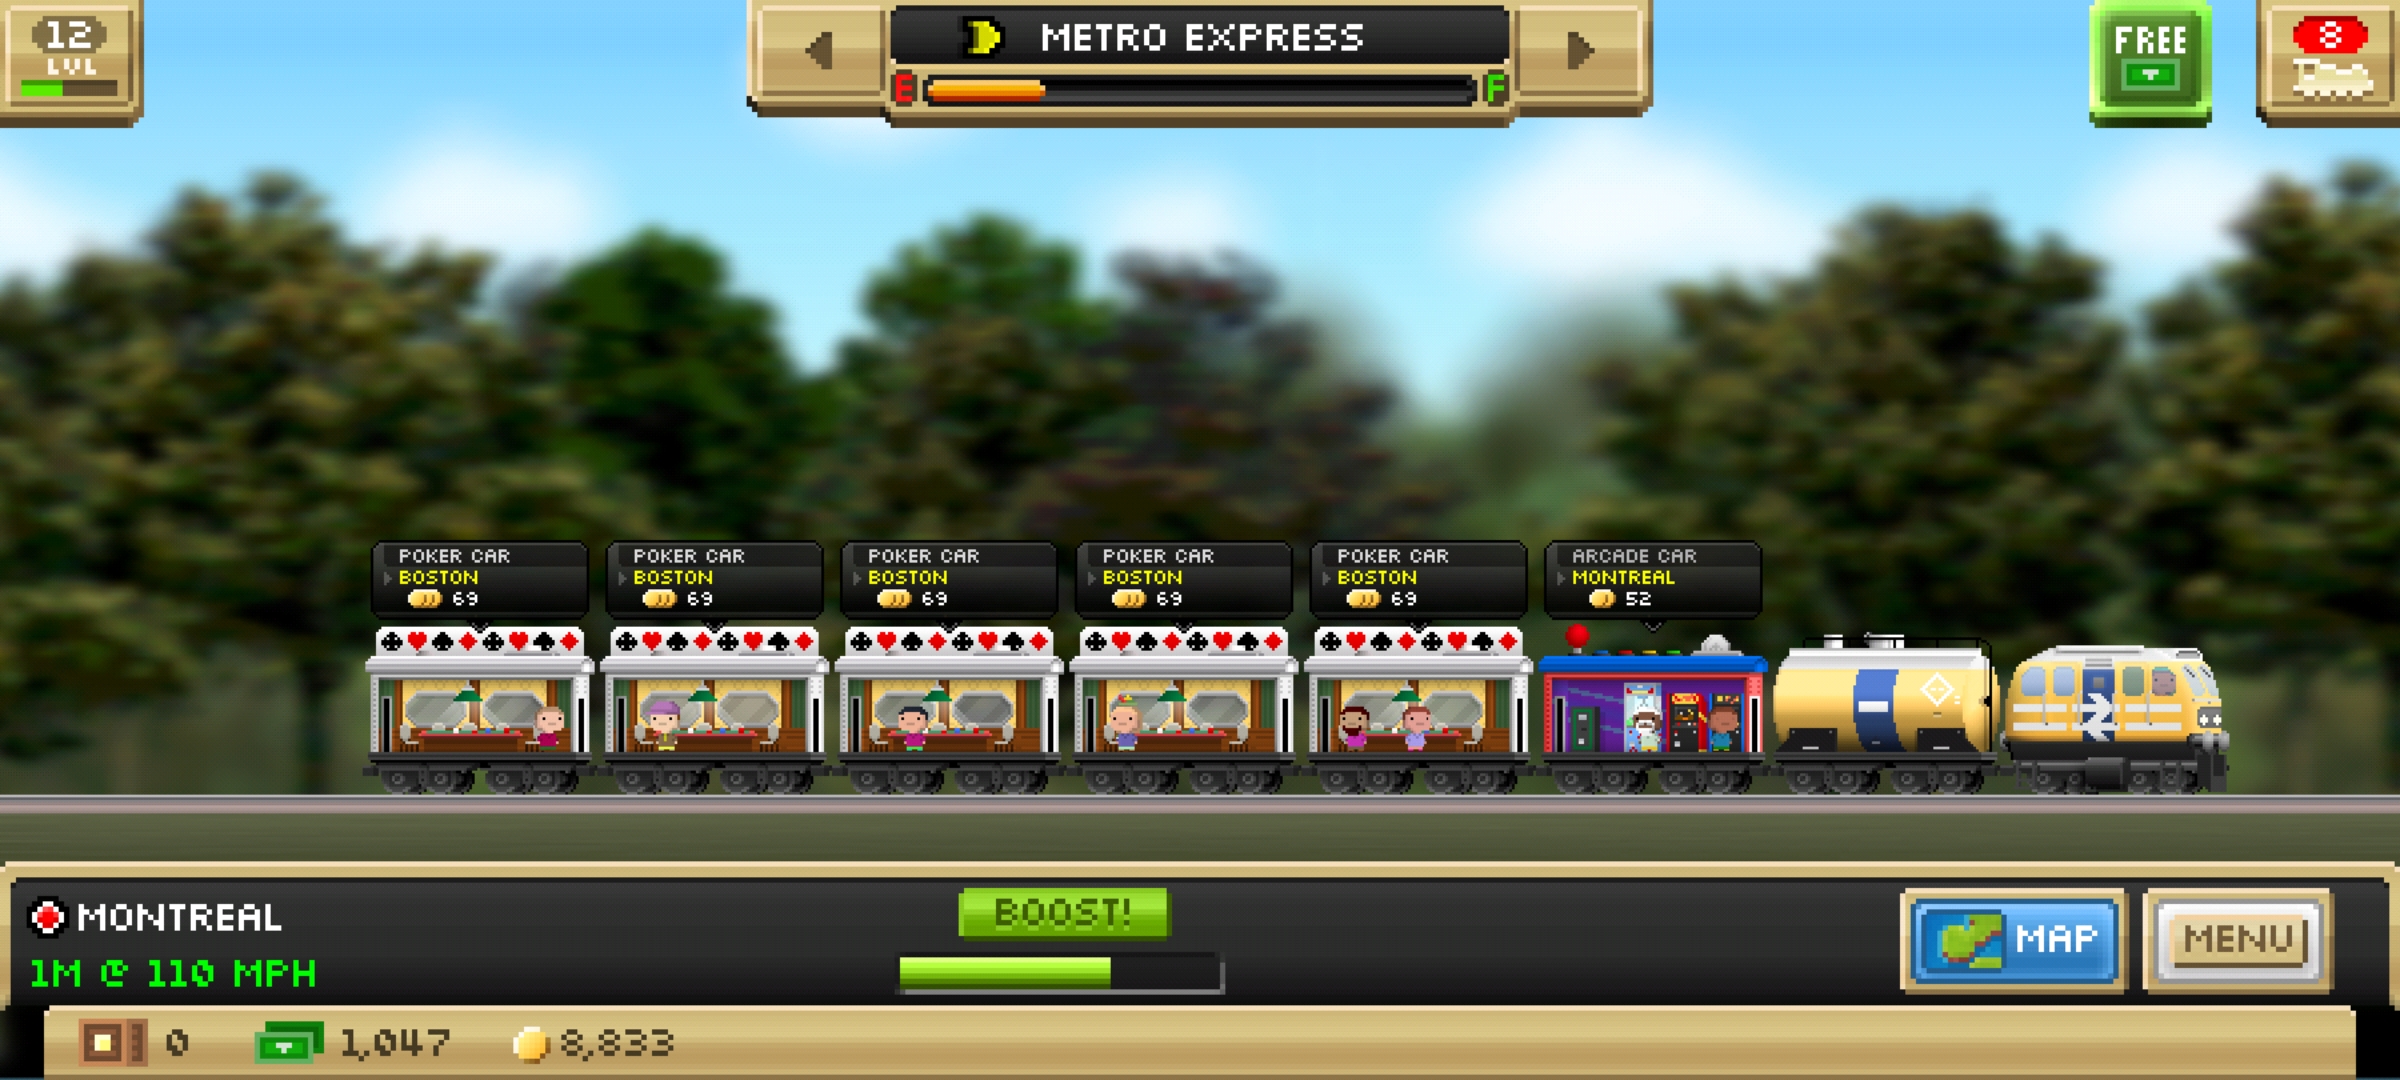 12
LVL
METRO EXPRESS
E F
FREE
8
POKER CAR
BOSTON
69
POKER CAR
BOSTON
69
POKER CAR
BOSTON
69
POKER CAR
BOSTON
69
POKER CAR
BOSTON
69
ARCADE CAR
MONTREAL
52
MONTREAL
1M @ 110 MPH
BOOST!
MAP
MENU
0
1,047
8,833